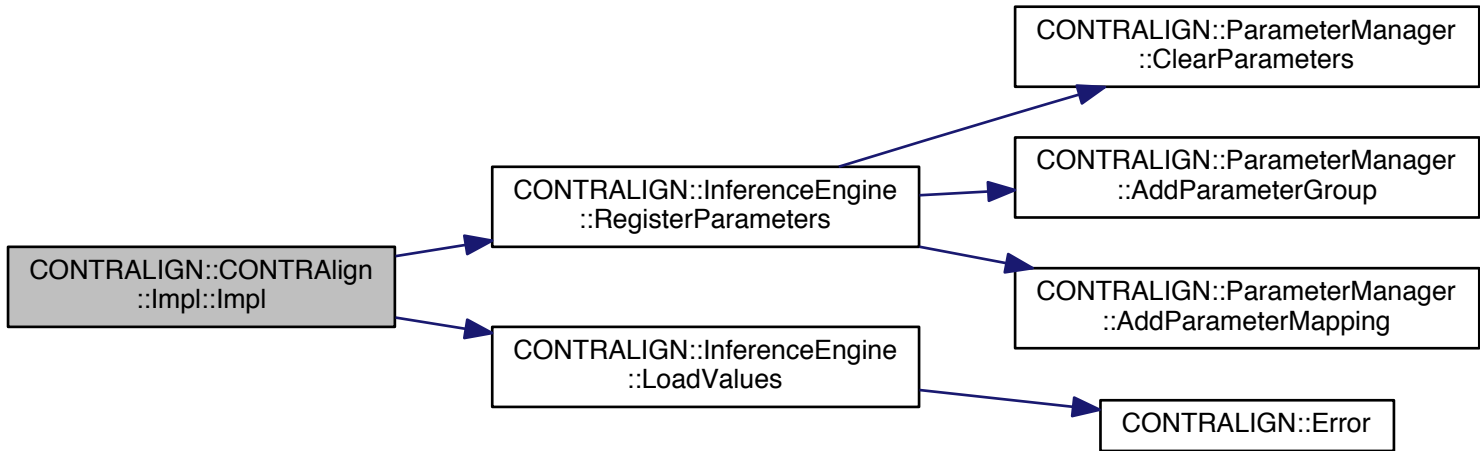 CONTRALIGN::ParameterManager
::ClearParameters
CONTRALIGN::ParameterManager
::AddParameterGroup
CONTRALIGN::InferenceEngine
::RegisterParameters
CONTRALIGN::CONTRAlign
::Impl::Impl
CONTRALIGN::ParameterManager
::AddParameterMapping
CONTRALIGN::InferenceEngine
::LoadValues
CONTRALIGN::Error